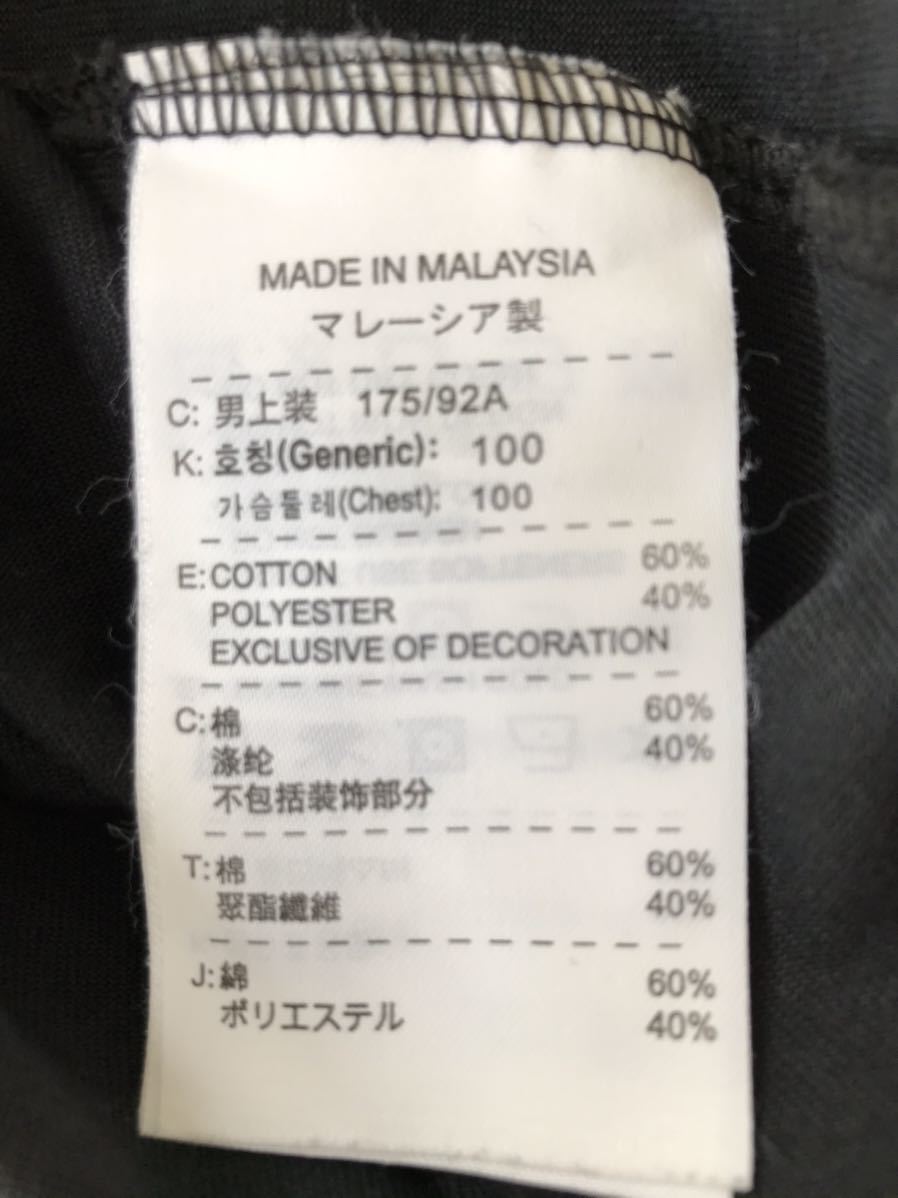 MADE IN MALAYSIA
マレーシア製
C: 男上装 175/92A
K: 호칭(Generic): 100
가슴둘레(Chest): 100
E: COTTON 60%
POLYESTER 40%
EXCLUSIVE OF DECORATION
C: 棉 60%
涤纶 40%
不包括装饰部分
T: 棉 60%
聚酯纖維 40%
J: 綿 60%
ポリエステル 40%